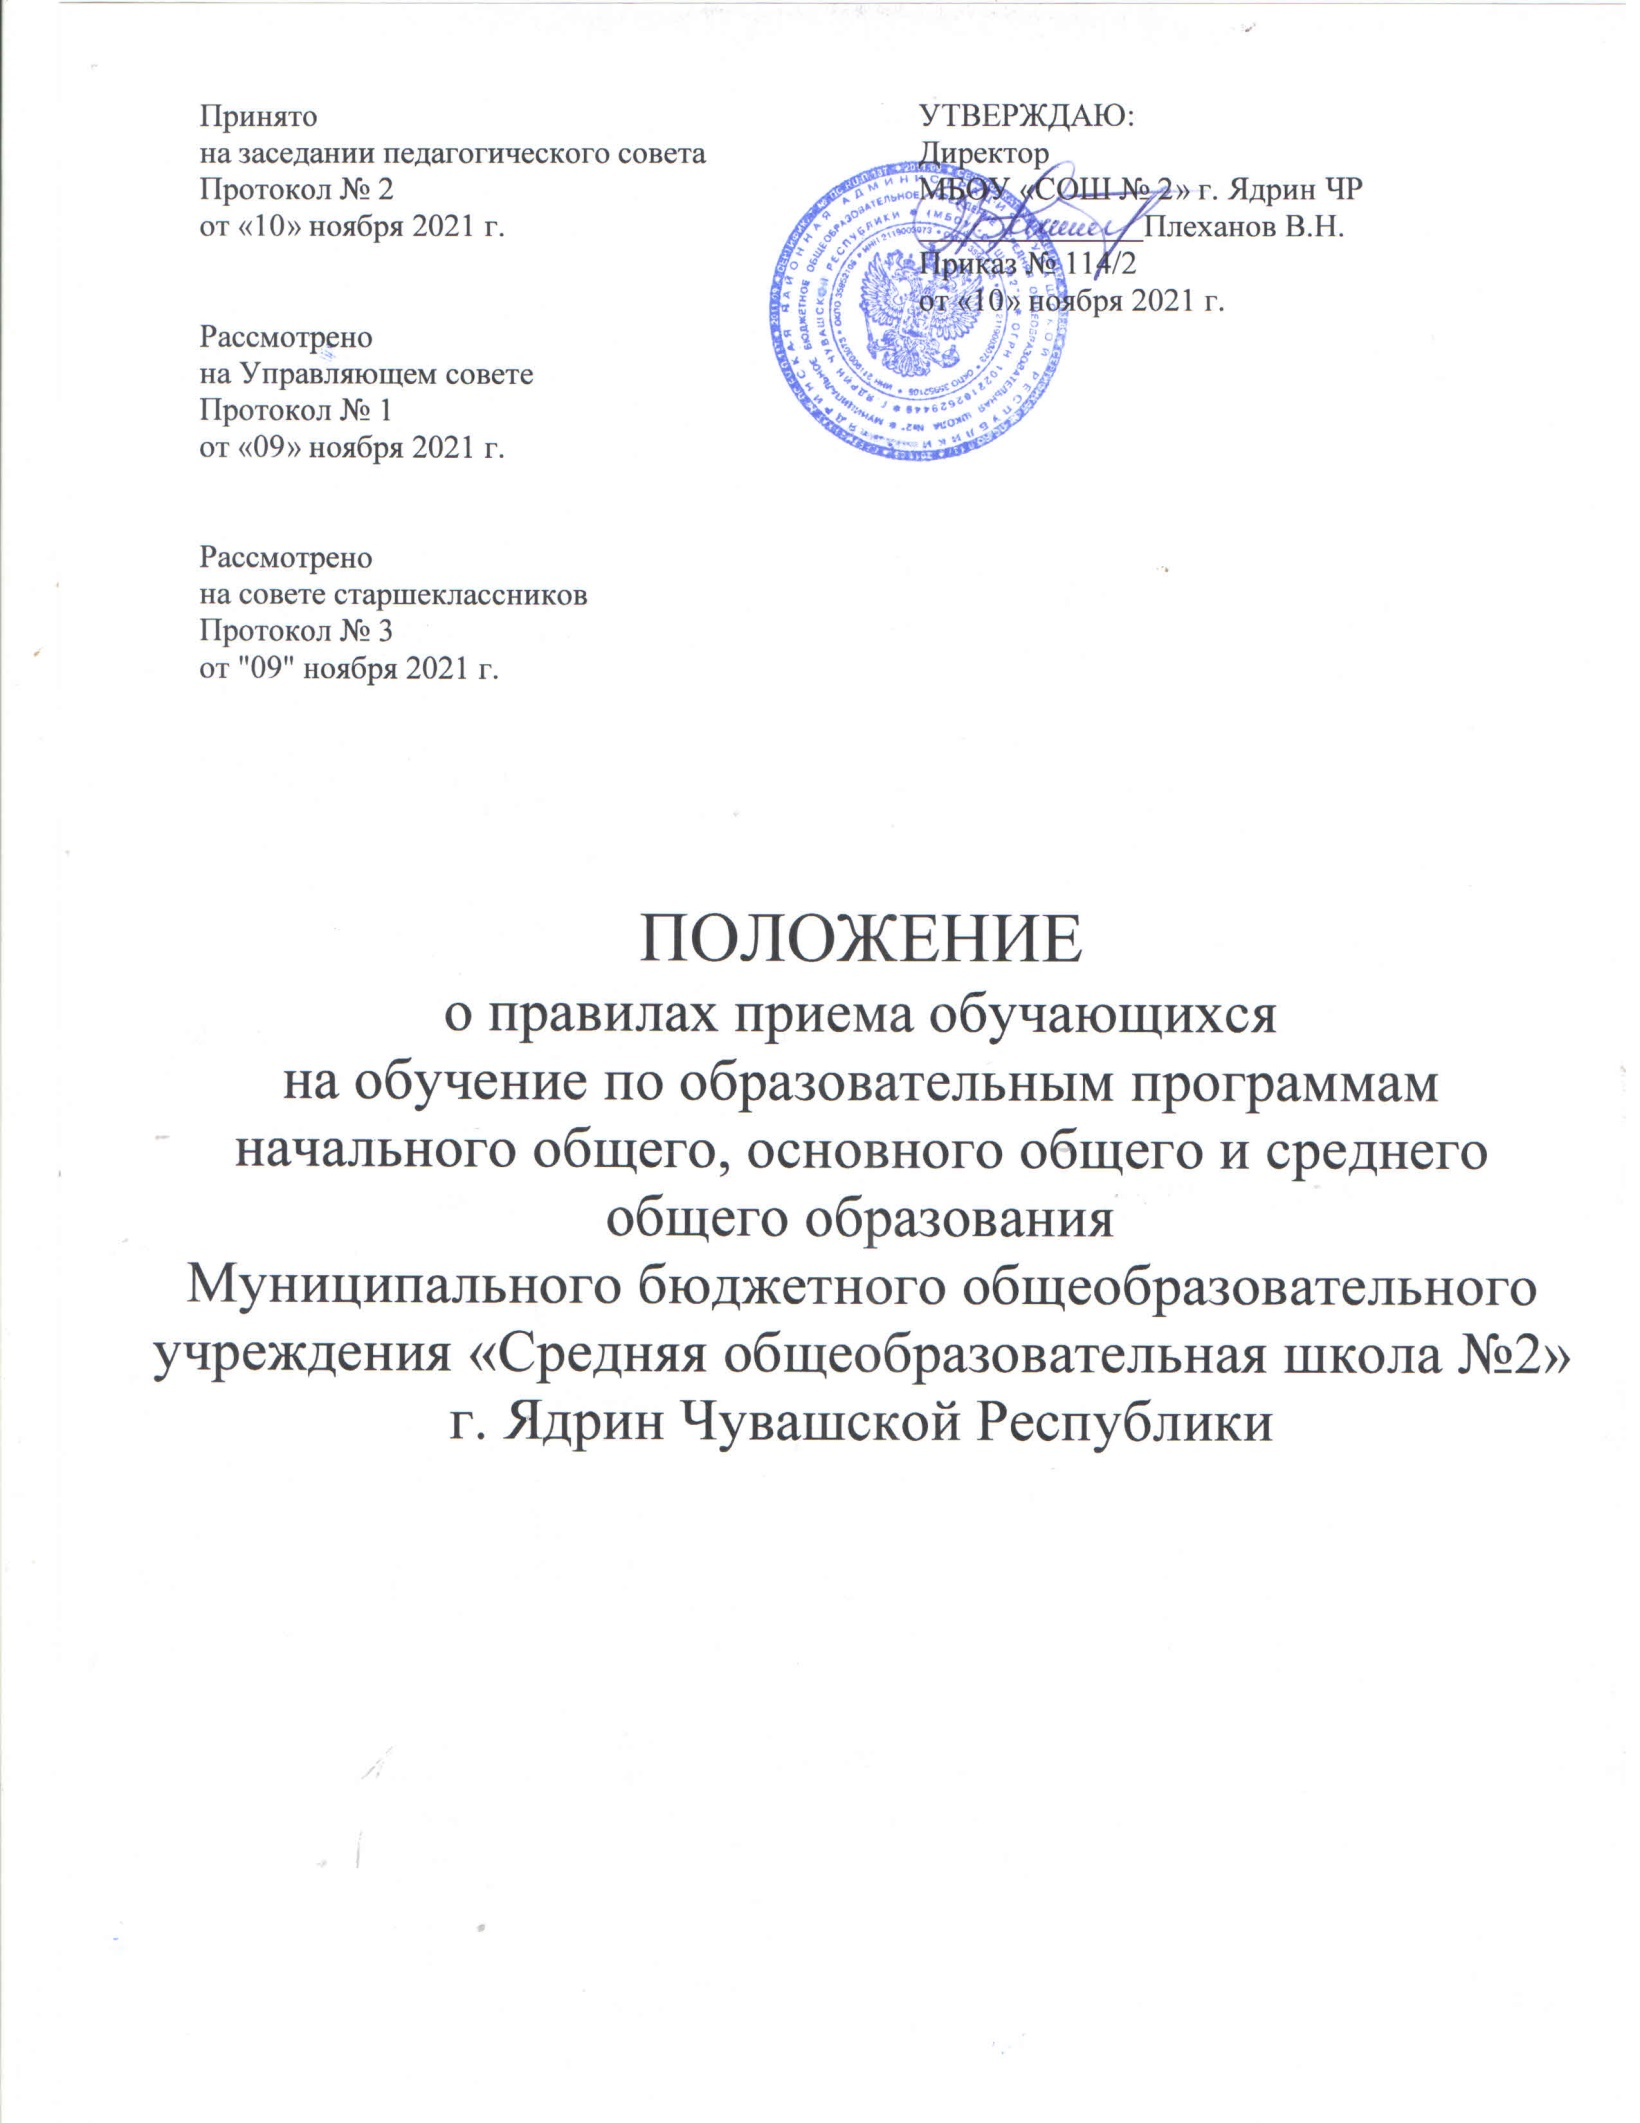 Принято
на заседании педагогического совета
Протокол № 2
от «10» ноября 2021 г.
УТВЕРЖДАЮ:
Директор
МБОУ «СОШ № 2» г. Ядрин ЧР
Плеханов В.Н.
Приказ № 114/2
от «10» ноября 2021 г.
Рассмотрено
на Управляющем совете
Протокол № 1
от «09» ноября 2021 г.
Рассмотрено
на совете старшеклассников
Протокол № 3
от "09" ноября 2021 г.
ПОЛОЖЕНИЕ
о правилах приема обучающихся
на обучение по образовательным программам
начального общего, основного общего и среднего
общего образования
Муниципального бюджетного общеобразовательного
учреждения «Средняя общеобразовательная школа №2»
г. Ядрин Чувашской Республики